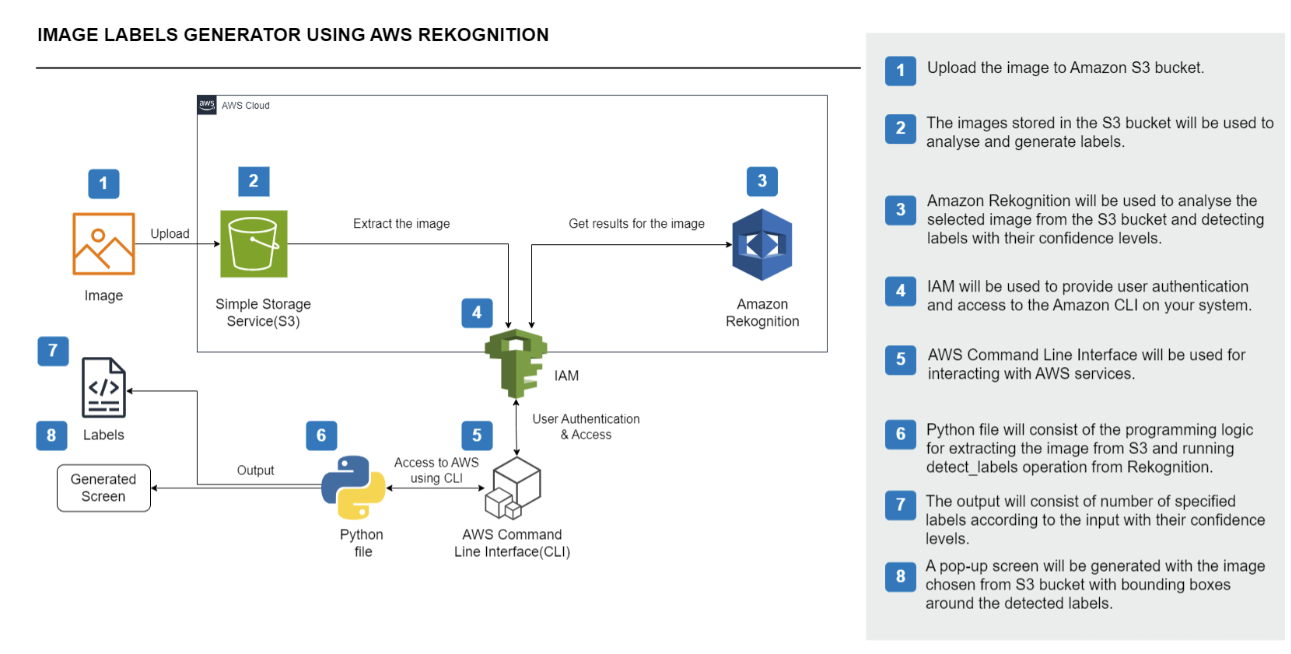 IMAGE LABELS GENERATOR USING AWS REKOGNITION
aws
AWS Cloud
1
2
3
Upload
Extract the image
Get results for the image
Image
Simple Storage
Service(S3)
Amazon
Rekognition
4
IAM
7
Labels
8
Generated
Screen
Output
6
Python
file
Access to AWS
using CLI
5
User Authentication
& Access
AWS Command
Line Interface(CLI)
1
Upload the image to Amazon S3 bucket.
2
The images stored in the S3 bucket will be used to
analyse and generate labels.
3
Amazon Rekognition will be used to analyse the
selected image from the S3 bucket and detecting
labels with their confidence levels.
4
IAM will be used to provide user authentication
and access to the Amazon CLI on your system.
5
AWS Command Line Interface will be used for
interacting with AWS services.
6
Python file will consist of the programming logic
for extracting the image from S3 and running
detect_labels operation from Rekognition.
7
The output will consist of number of specified
labels according to the input with their confidence
levels.
8
A pop-up screen will be generated with the image
chosen from S3 bucket with bounding boxes
around the detected labels.